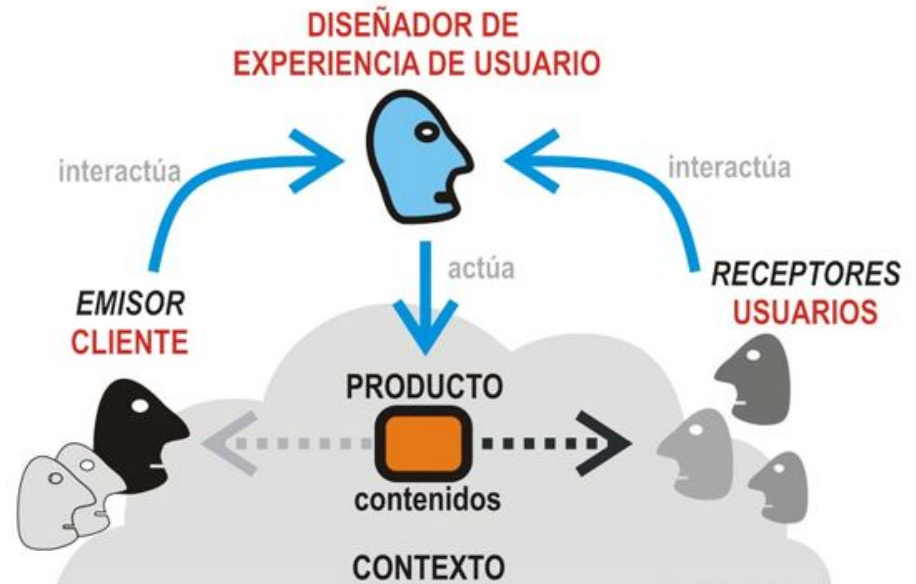 DISEÑADOR DE
EXPERIENCIA DE USUARIO
interactúa
interactúa
actúa
EMISOR
CLIENTE
RECEPTORES
USUARIOS
PRODUCTO
contenidos
CONTEXTO